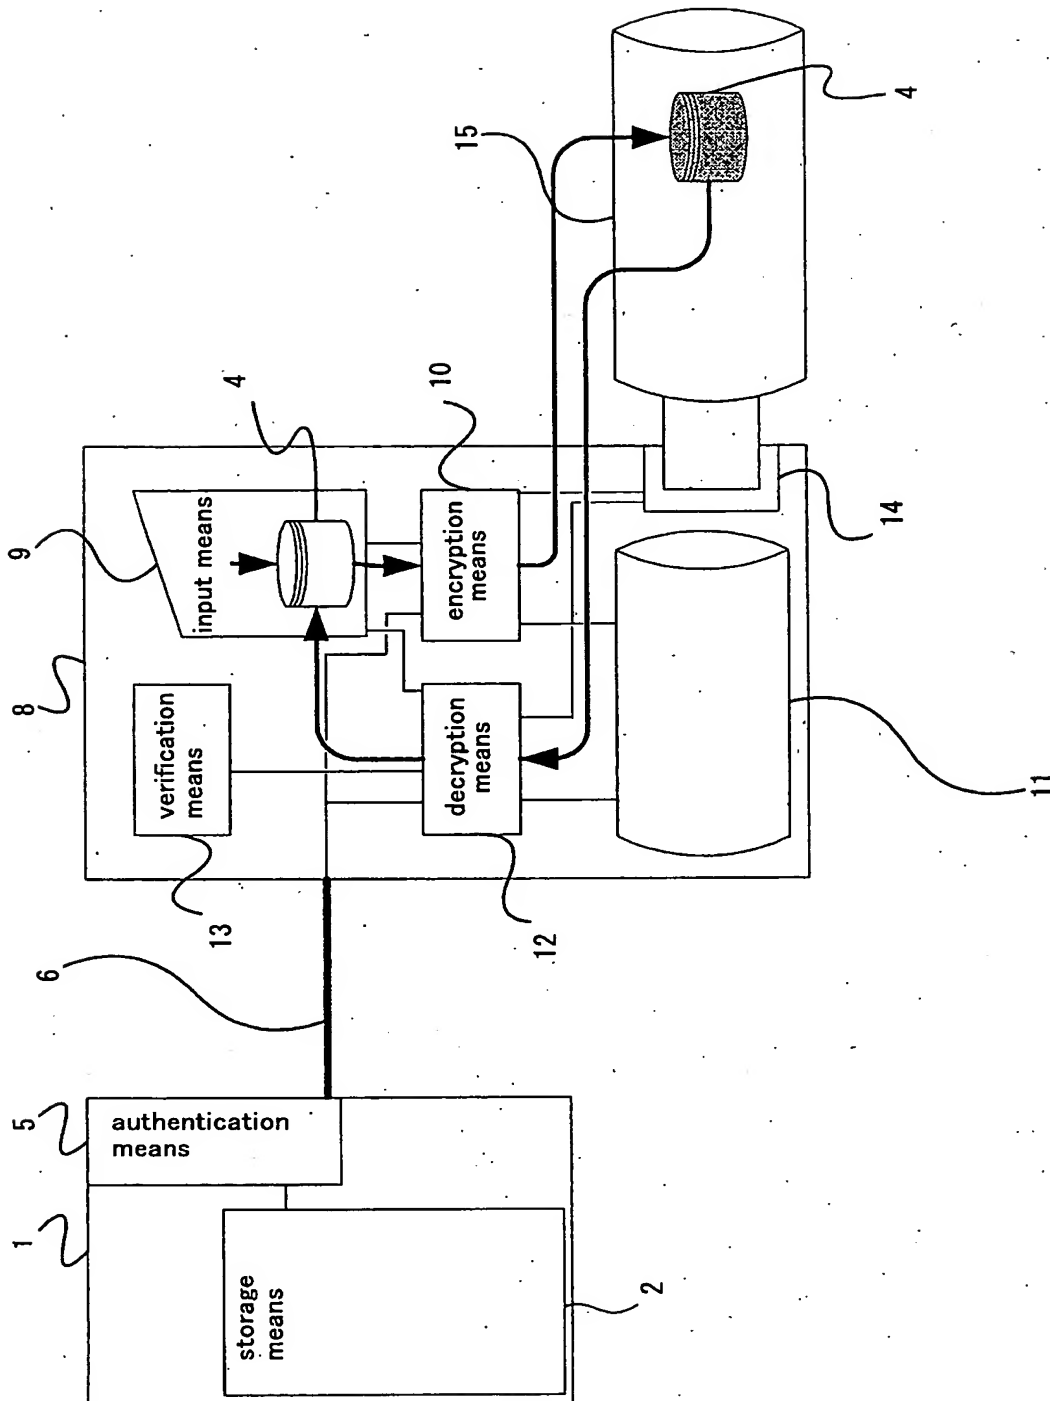 15
4
10
4
9
input means
encryption
means
14
8
verification
means
decryption
means
11
13
12
6
5
authentication
means
1
storage
means
2